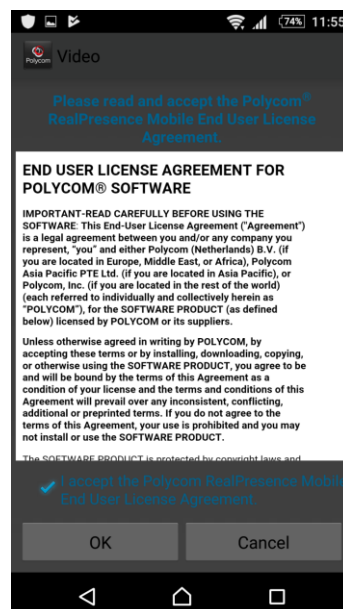 74% 11:55
Polycom Video
Please read and accept the Polycom®
RealPresence Mobile End User License
Agreement.
END USER LICENSE AGREEMENT FOR
POLYCOM® SOFTWARE
IMPORTANT-READ CAREFULLY BEFORE USING THE
SOFTWARE: This End-User License Agreement ("Agreement")
is a legal agreement between you and/or any company you
represent, “you” and either Polycom (Netherlands) B.V. (if
you are located in Europe, Middle East, or Africa), Polycom
Asia Pacific PTE Ltd. (if you are located in Asia Pacific), or
Polycom, Inc. (if you are located in the rest of the world)
(each referred to individually and collectively herein as
“POLYCOM”), for the SOFTWARE PRODUCT (as defined
below) licensed by POLYCOM or its suppliers.
Unless otherwise agreed in writing by POLYCOM, by
accepting these terms or by installing, downloading, copying,
or otherwise using the SOFTWARE PRODUCT, you agree to be
and will be bound by the terms of this Agreement as a
condition of your license and the terms and conditions of this
Agreement will prevail over any inconsistent, conflicting,
additional or preprinted terms. If you do not agree to the
terms of this Agreement, your use is prohibited and you may
not install or use the SOFTWARE PRODUCT.
The SOFTWARE PRODUCT is protected by copyright laws and
I accept the Polycom RealPresence Mobile
End User License Agreement.
OK Cancel